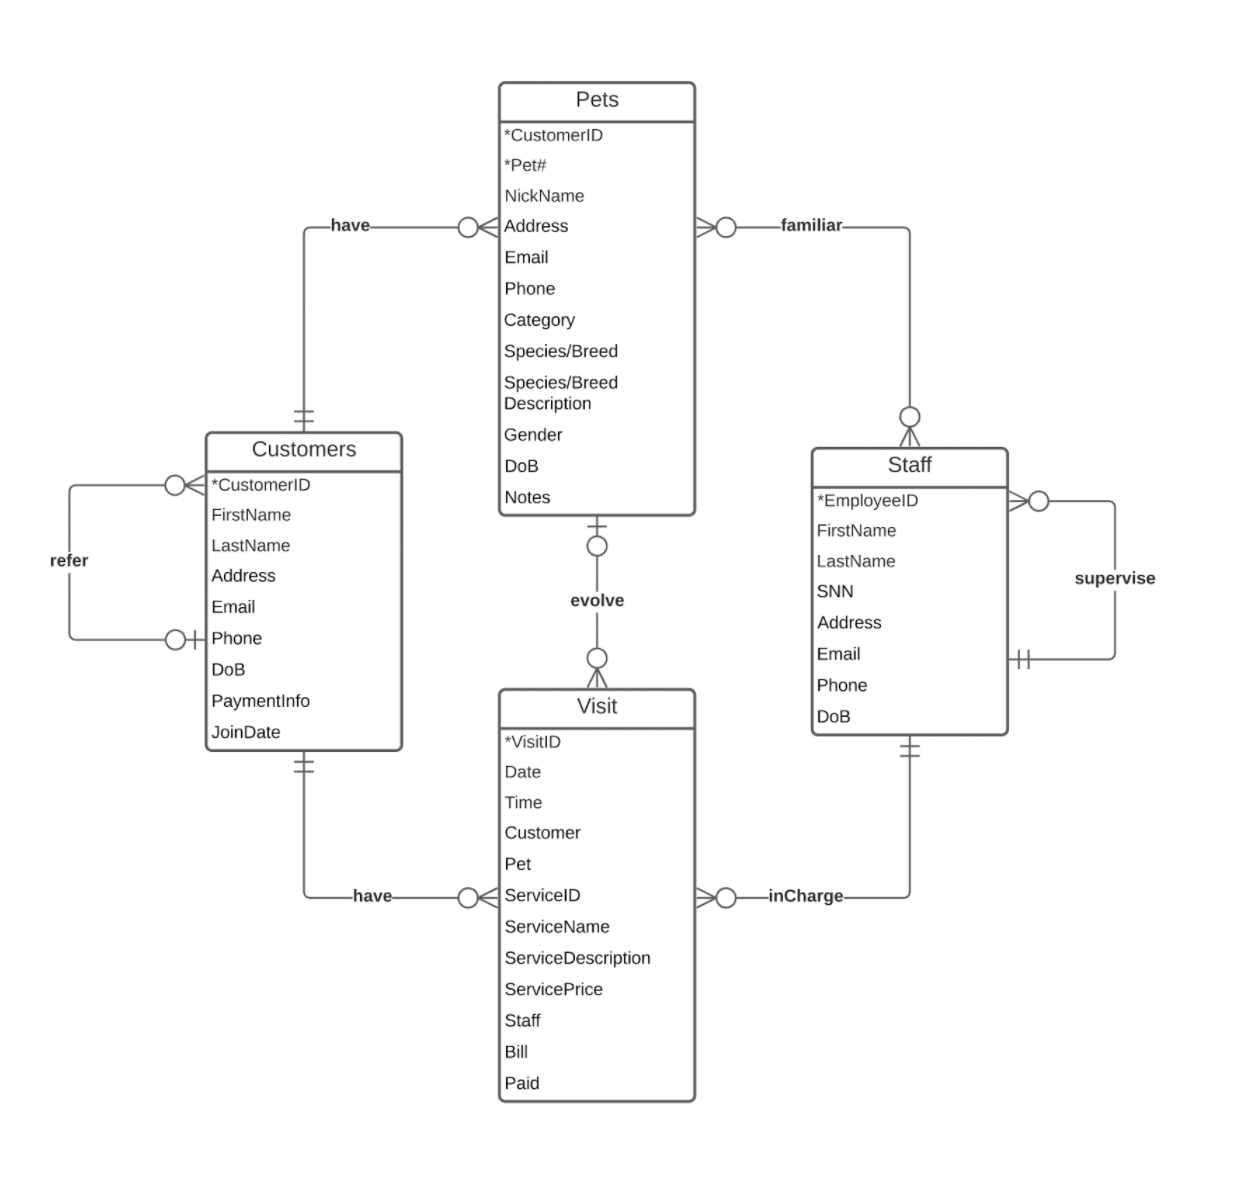 Pets
*CustomerID
*Pet#
NickName
Address
Email
Phone
Category
Species/Breed
Species/Breed
Description
Gender
DoB
Notes
have
familiar
Customers
*CustomerID
FirstName
LastName
Address
Email
Phone
DoB
PaymentInfo
JoinDate
refer
Staff
*EmployeeID
FirstName
LastName
SNN
Address
Email
Phone
DoB
supervise
evolve
Visit
*VisitID
Date
Time
Customer
Pet
ServiceID
ServiceName
ServiceDescription
ServicePrice
Staff
Bill
Paid
have
inCharge